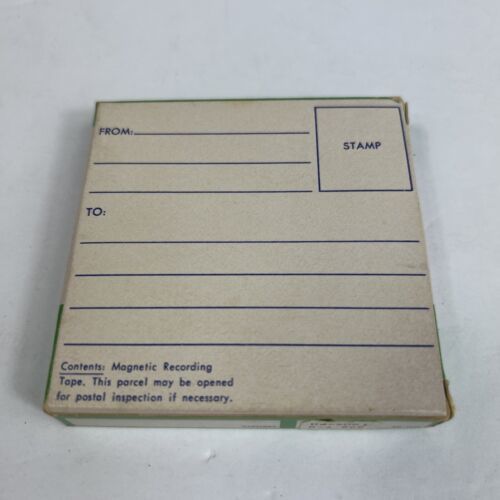 FROM:
STAMP
TO:
Contents: Magnetic Recording
Tape. This parcel may be opened
for postal inspection if necessary.